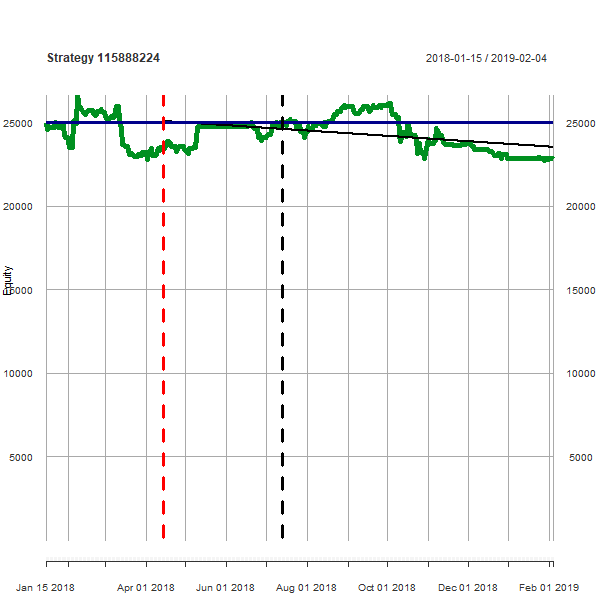 Strategy 115888224
2018-01-15 / 2019-02-04
25000
25000
20000
20000
Equity
15000
15000
10000
10000
5000
5000
Jan 15 2018
Apr 01 2018
Jun 01 2018
Aug 01 2018
Oct 01 2018
Dec 01 2018
Feb 01 2019